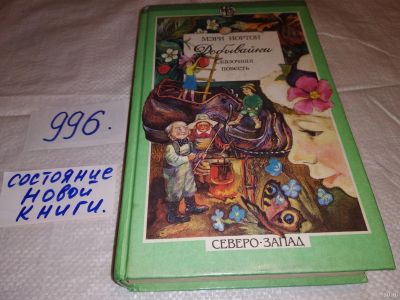 996.
состояние
новой
книги.
МЭРИ НОРТОН
Добывайки
Сказочная
повесть
СЕВЕРО-ЗАПАД